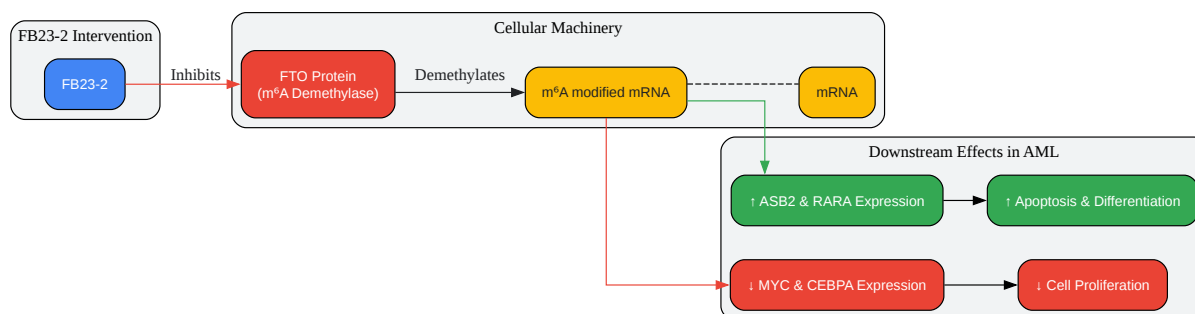 FB23-2 Intervention
FB23-2
Inhibits
Cellular Machinery
FTO Protein
(m⁶A Demethylase)
Demethylates
m⁶A modified mRNA
mRNA
Downstream Effects in AML
↑ ASB2 & RARA Expression
↑ Apoptosis & Differentiation
↓ MYC & CEBPA Expression
↓ Cell Proliferation